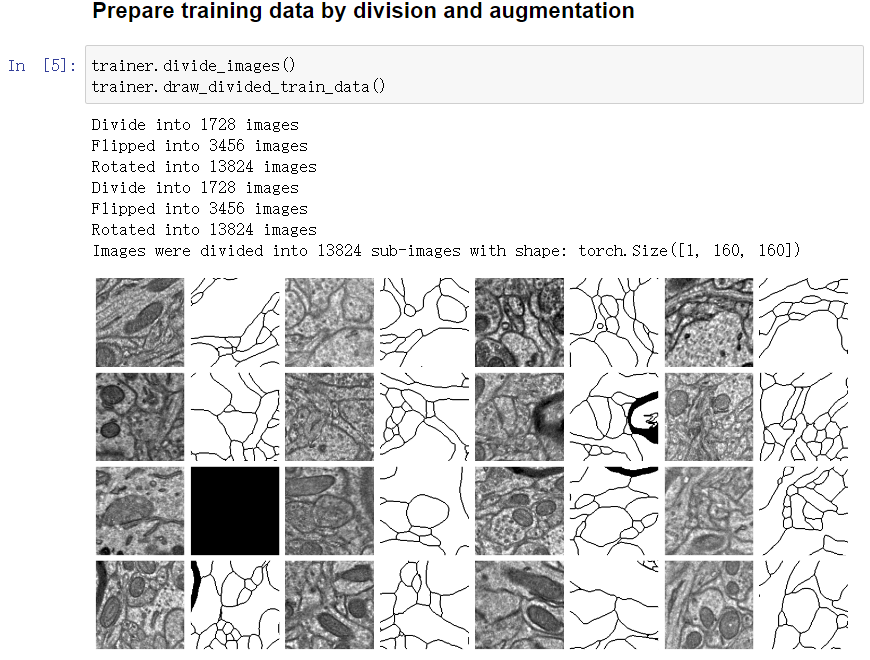 Prepare training data by division and augmentation
In [5]: trainer.divide_images()
trainer.draw_divided_train_data()
Divide into 1728 images
Flipped into 3456 images
Rotated into 13824 images
Divide into 1728 images
Flipped into 3456 images
Rotated into 13824 images
Images were divided into 13824 sub-images with shape: torch.Size([1, 160, 160])